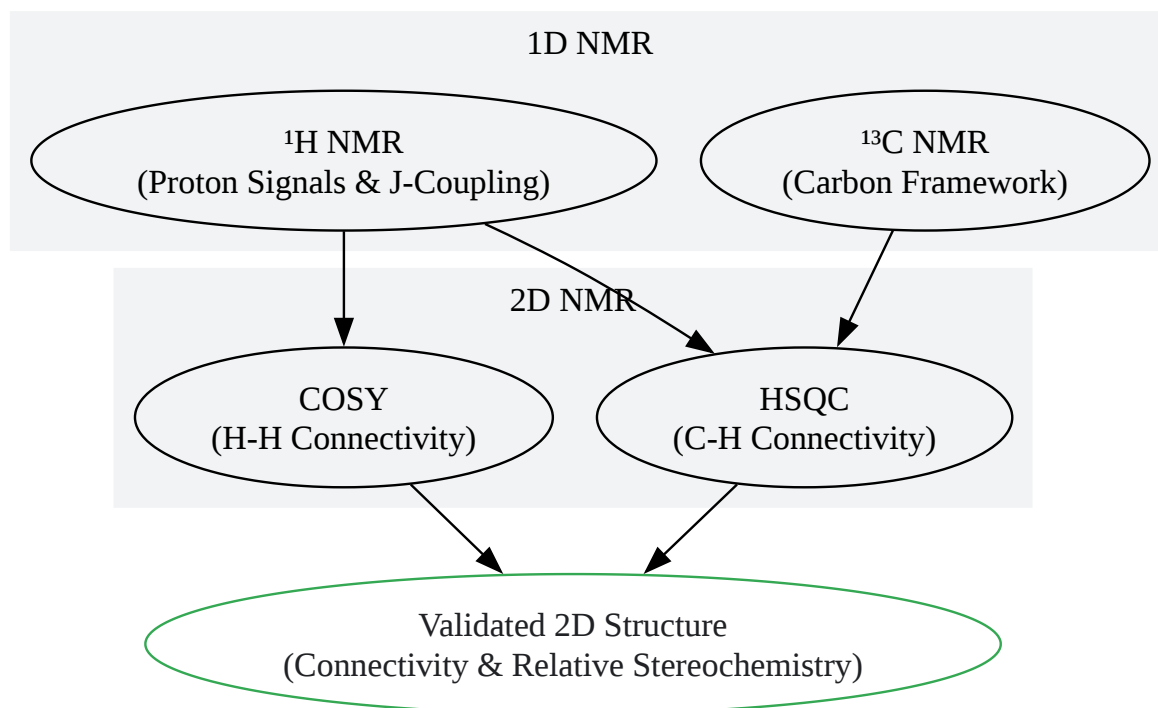 1D NMR
¹H NMR
(Proton Signals & J-Coupling)
¹³C NMR
(Carbon Framework)
2D NMR
COSY
(H-H Connectivity)
HSQC
(C-H Connectivity)
Validated 2D Structure
(Connectivity & Relative Stereochemistry)